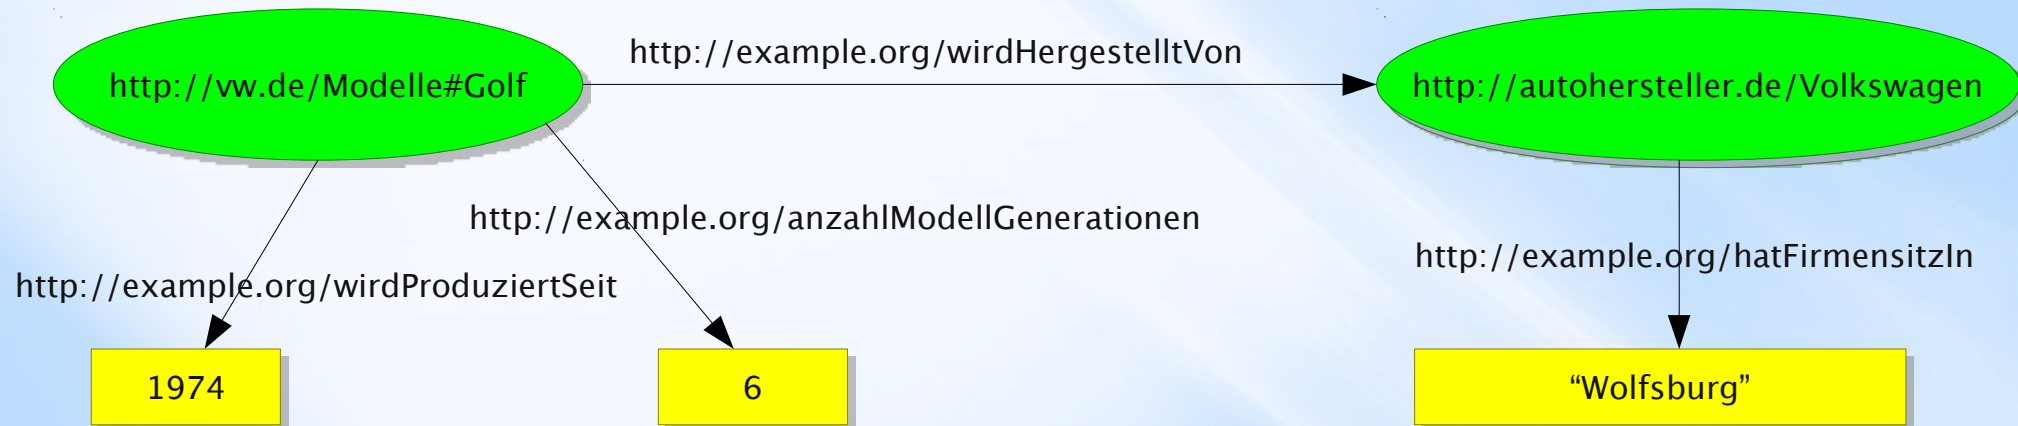 http://example.org/wirdHergestelltVon
http://vw.de/Modelle#Golf
http://autohersteller.de/Volkswagen
http://example.org/anzahlModellGenerationen
http://example.org/hatFirmensitzIn
http://example.org/wirdProduziertSeit
1974
6
“Wolfsburg”